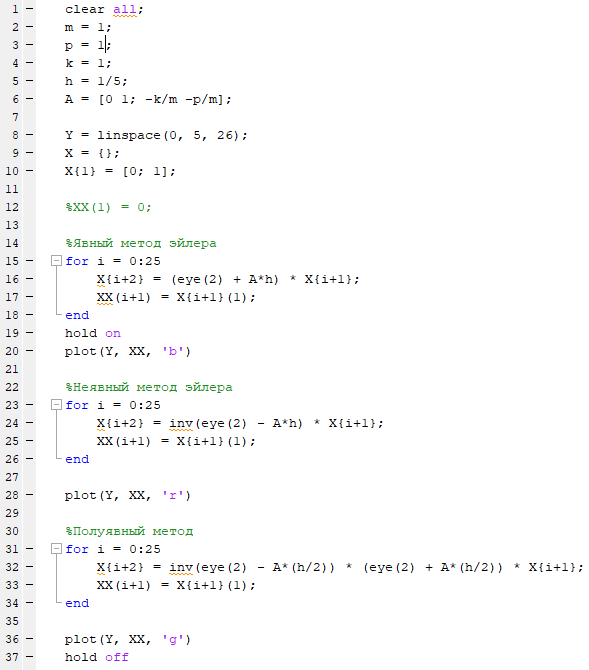 1 - clear all;
2 - m = 1;
3 - p = 1;
4 - k = 1;
5 - h = 1/5;
6 - A = [0 1; -k/m -p/m];
7
8 - Y = linspace(0, 5, 26);
9 - X = {};
10 - X{1} = [0; 1];
11
12 %XX(1) = 0;
13
14 %Явный метод эйлера
15 - for i = 0:25
16 - X{i+2} = (eye(2) + A*h) * X{i+1};
17 - XX(i+1) = X{i+1}(1);
18 - end
19 - hold on
20 - plot(Y, XX, 'b')
21
22 %Неявный метод эйлера
23 - for i = 0:25
24 - X{i+2} = inv(eye(2) - A*h) * X{i+1};
25 - XX(i+1) = X{i+1}(1);
26 - end
27
28 - plot(Y, XX, 'r')
29
30 %Полуявный метод
31 - for i = 0:25
32 - X{i+2} = inv(eye(2) - A*(h/2)) * (eye(2) + A*(h/2)) * X{i+1};
33 - XX(i+1) = X{i+1}(1);
34 - end
35
36 - plot(Y, XX, 'g')
37 - hold off